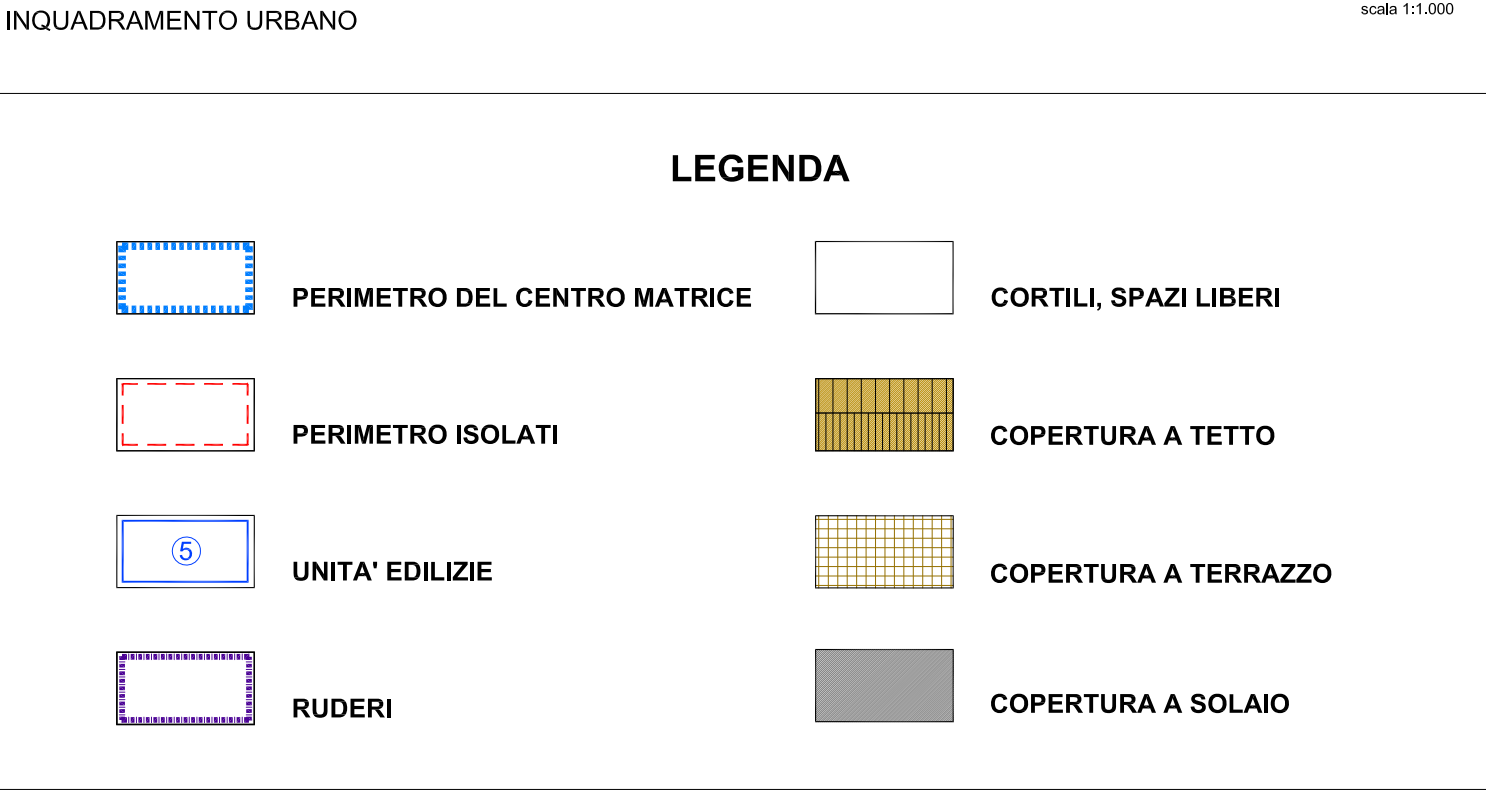 INQUADRAMENTO URBANO
scala 1:1.000
LEGENDA
PERIMETRO DEL CENTRO MATRICE
CORTILI, SPAZI LIBERI
PERIMETRO ISOLATI
COPERTURA A TETTO
5
UNITA' EDILIZIE
COPERTURA A TERRAZZO
RUDERI
COPERTURA A SOLAIO